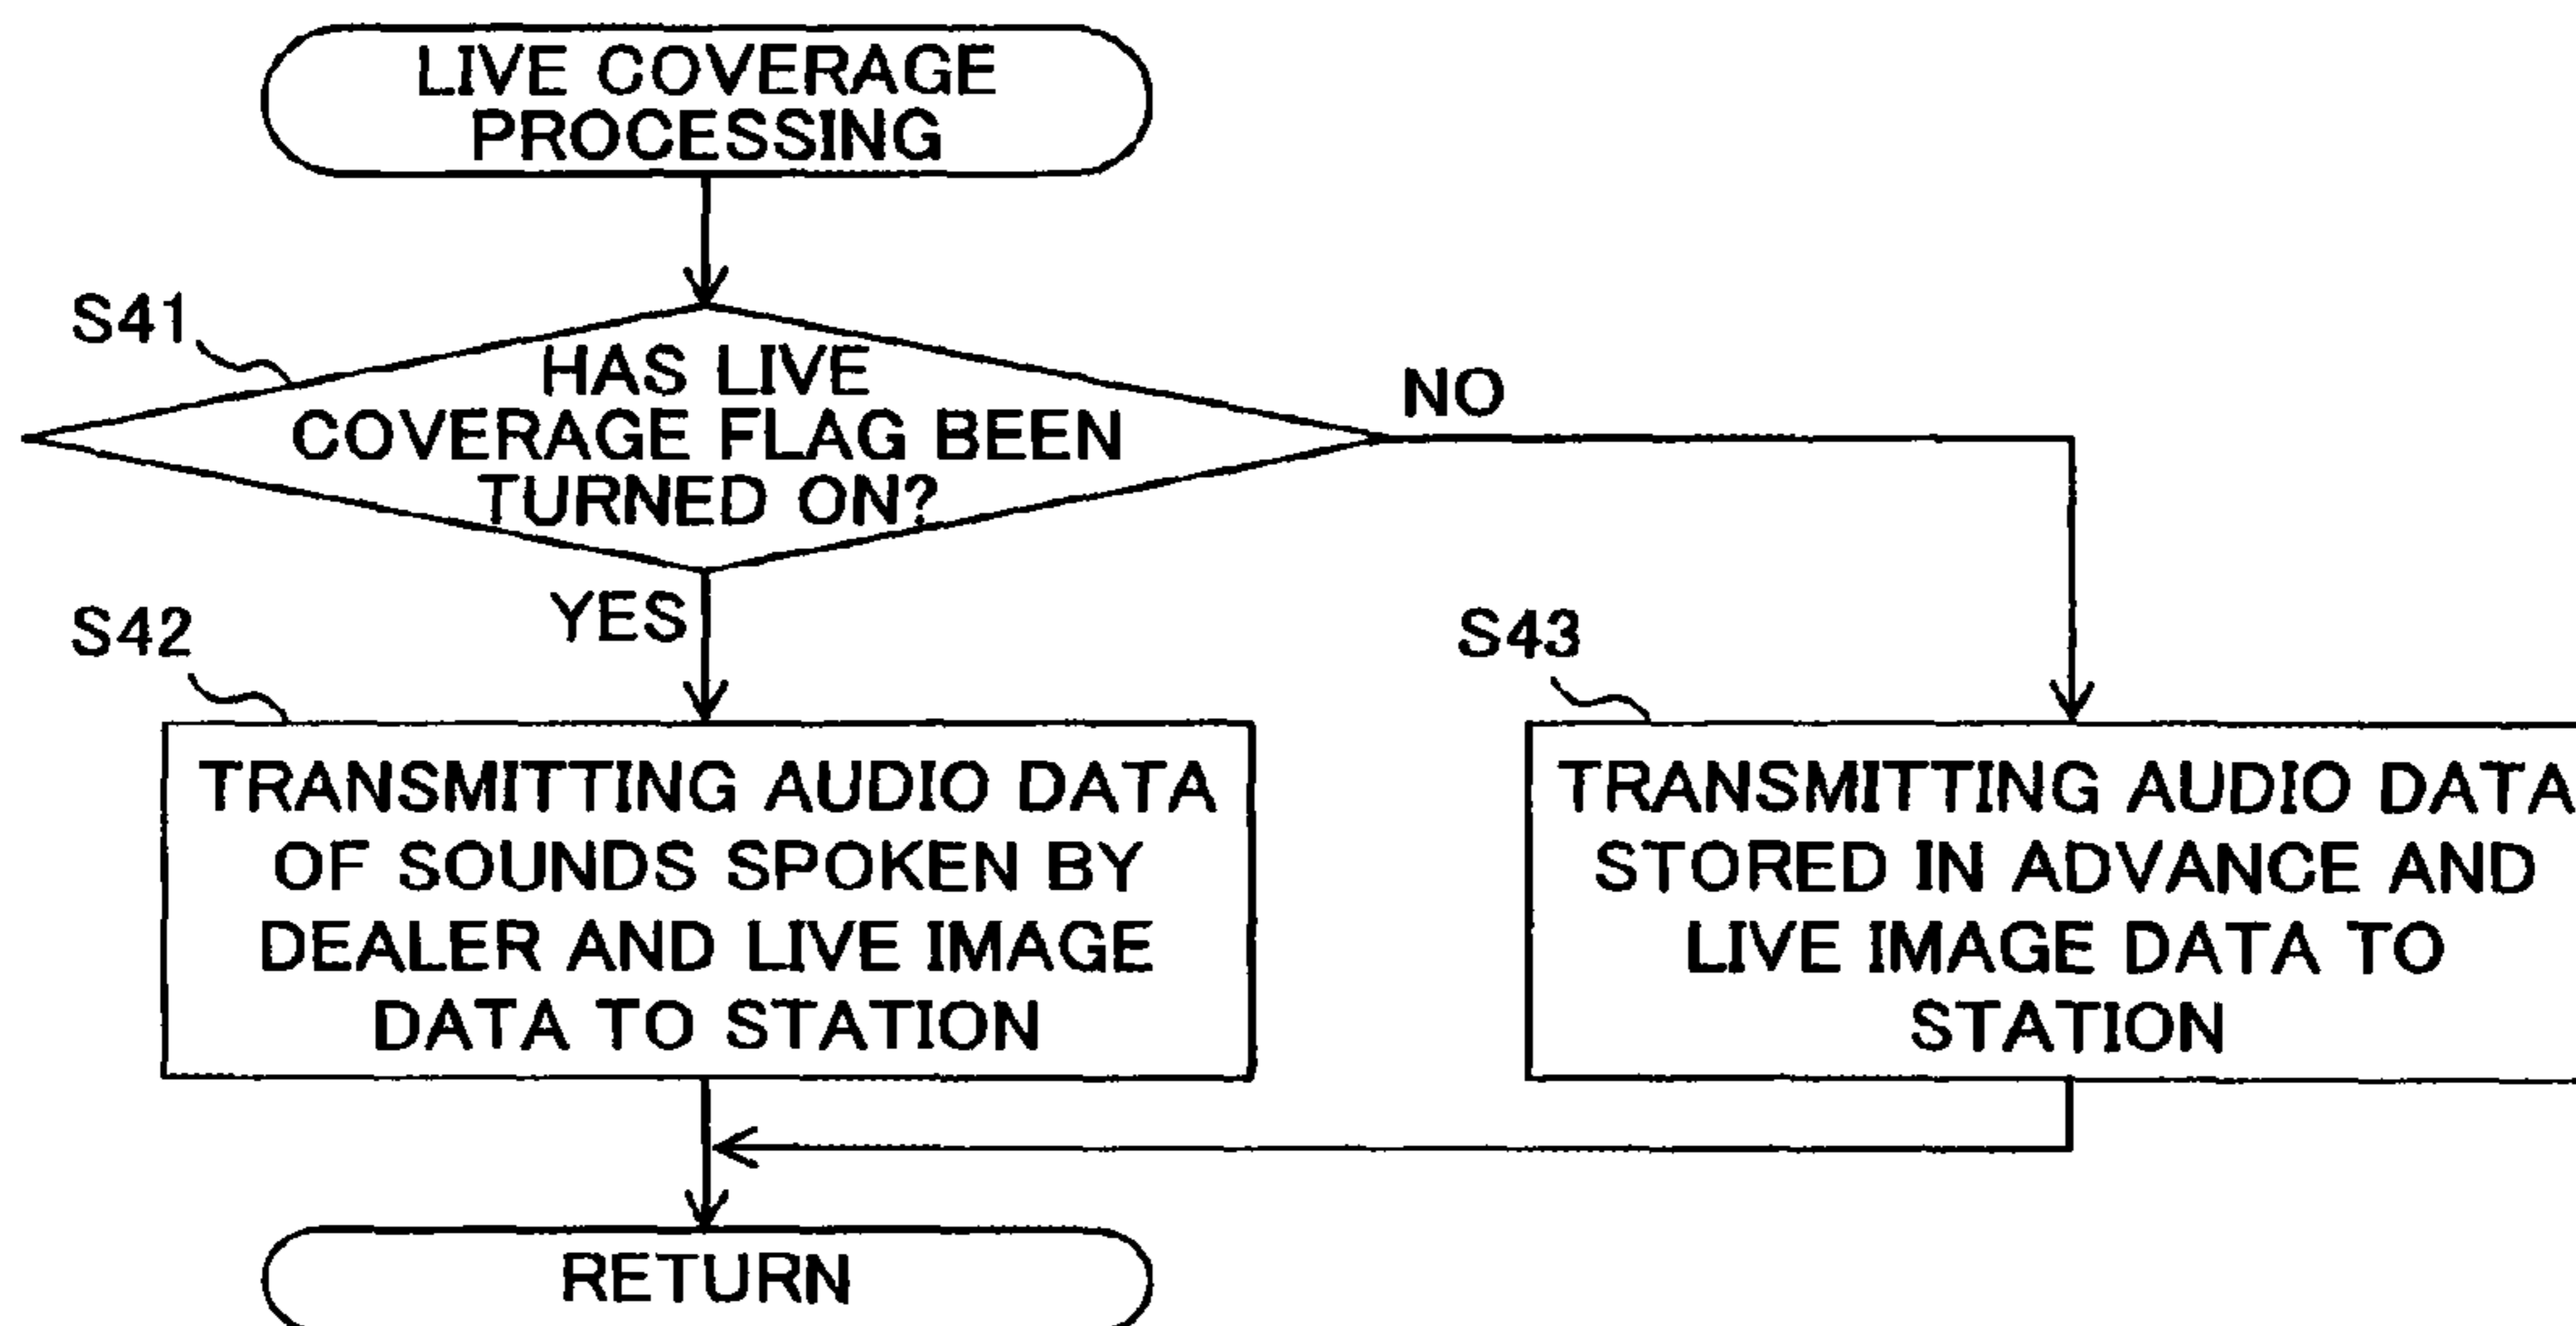 LIVE COVERAGE
PROCESSING
S41
HAS LIVE
COVERAGE FLAG BEEN
TURNED ON?
NO
YES
S42
TRANSMITTING AUDIO DATA
OF SOUNDS SPOKEN BY
DEALER AND LIVE IMAGE
DATA TO STATION
S43
TRANSMITTING AUDIO DATA
STORED IN ADVANCE AND
LIVE IMAGE DATA TO
STATION
RETURN